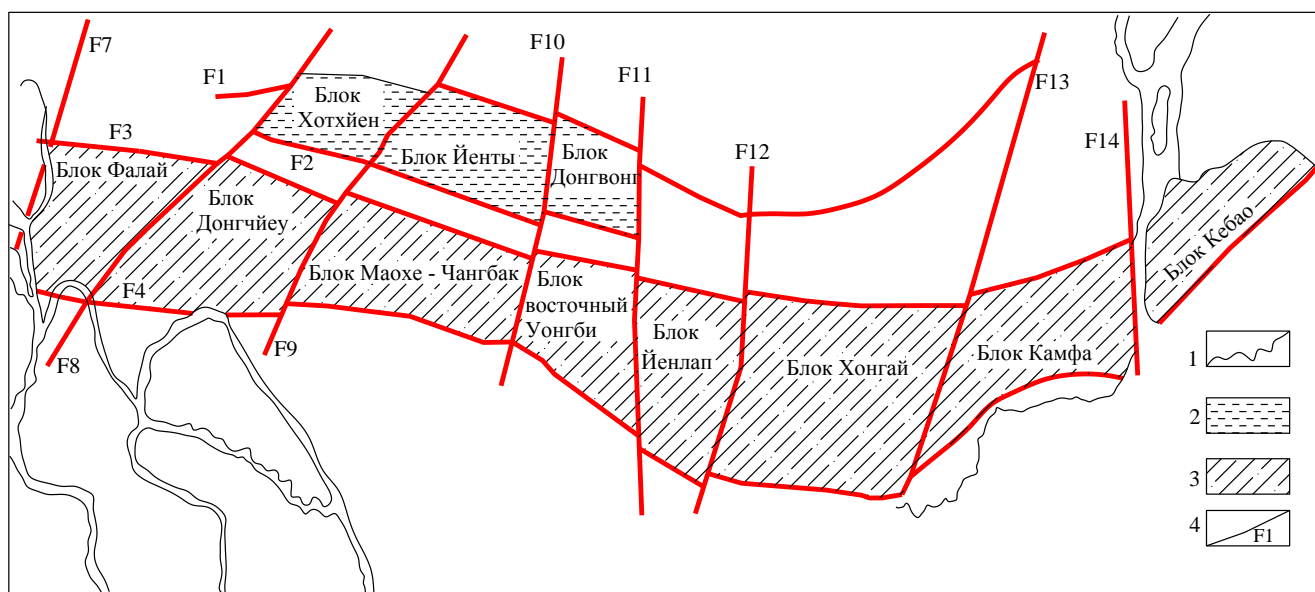 F7
F1
F10
F11
F13
F3
F2
F12
F14
Блок
Хотхйен
Блок Йенты
Блок
Донгвонг
Блок Фалай
Блок
Донгчйеу
Блок Маохе - Чангбак
Блок
восточный
Уонгби
Блок
Йенлап
Блок Хонгай
Блок Камфа
Блок Кебао
F4
F8
F9
1
2
3
4
F1